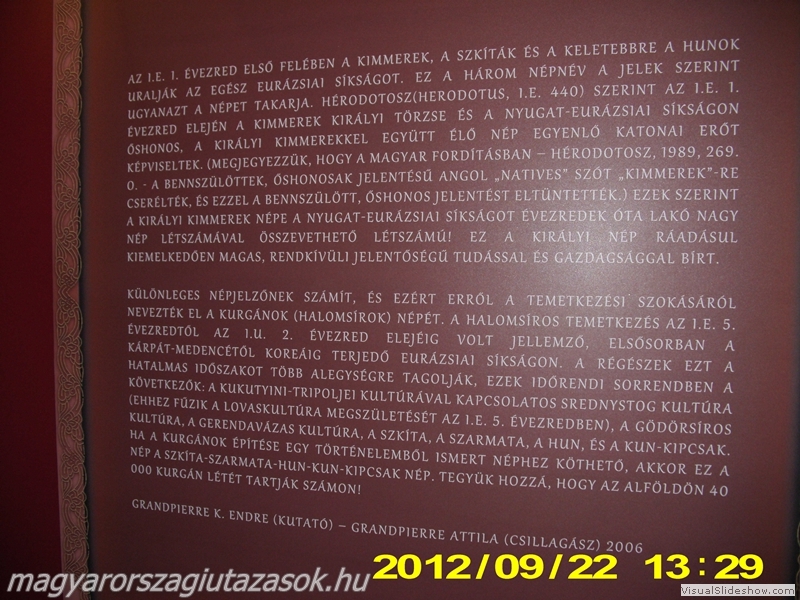 AZ I.E. 1. ÉVEZRED ELSŐ FELÉBEN A KIMMEREK, A SZKÍTÁK ÉS A KELETEBBRE A HUNOK
URALJÁK AZ EGÉSZ EURÁZSIAI SÍKSÁGOT. EZ A HÁROM NÉPNÉV A JELEK SZERINT
UGYANAZT A NÉPET TAKARJA. HÉRODOTOSZ(HERODOTUS, I.E. 440) SZERINT AZ I.E. 1.
ÉVEZRED ELEJÉN A KIMMEREK KIRÁLYI TÖRZSE ÉS A NYUGAT-EURÁZSIAI SÍKSÁGON
ŐSHONOS, A KIRÁLYI KIMMEREKKEL EGYÜTT ÉLŐ NÉP EGYENLŐ KATONAI ERŐT
KÉPVISELTEK. (MEGJEGYEZZÜK, HOGY A MAGYAR FORDÍTÁSBAN – HÉRODOTOSZ, 1989, 269.
O. - A BENNSZÜLÖTTEK, ŐSHONOSAK JELENTÉSŰ ANGOL „NATIVES” SZÓT „KIMMEREK”-RE
CSERÉLTÉK, ÉS EZZEL A BENNSZÜLÖTT, ŐSHONOS JELENTÉST ELTÜNTETTÉK.) EZEK SZERINT
A KIRÁLYI KIMMEREK NÉPE A NYUGAT-EURÁZSIAI SÍKSÁGOT ÉVEZREDEK ÓTA LAKÓ NAGY
NÉP LÉTSZÁMÁVAL ÖSSZEVETHETŐ LÉTSZÁMÚ! EZ A KIRÁLYI NÉP RÁADÁSUL
KIEMELKEDŐEN MAGAS, RENDKÍVÜLI JELENTŐSÉGŰ TUDÁSSAL ÉS GAZDAGSÁGGAL BÍRT.
KÜLÖNLEGES NÉPJELZŐNEK SZÁMÍT, ÉS EZÉRT ERRŐL A TEMETKEZÉSI SZOKÁSÁRÓL
NEVEZTÉK EL A KURGÁNOK (HALOMSÍROK) NÉPÉT. A HALOMSÍROS TEMETKEZÉS AZ I.E. 5.
ÉVEZREDTŐL AZ I.U. 2. ÉVEZRED ELEJÉIG VOLT JELLEMZŐ, ELSŐSORBAN A
KÁRPÁT-MEDENCÉTŐL KOREÁIG TERJEDŐ EURÁZSIAI SÍKSÁGON. A RÉGÉSZEK EZT A
HATALMAS IDŐSZAKOT TÖBB ALEGYSÉGRE TAGOLJÁK, EZEK IDŐRENDI SORRENDBEN A
KÖVETKEZŐK: A KUKUTYINI-TRIPOLJEI KULTÚRÁVAL KAPCSOLATOS SREDNYSTOG KULTÚRA
(EHHEZ FŰZIK A LOVASKULTÚRA MEGSZÜLETÉSÉT AZ I.E. 5. ÉVEZREDBEN), A GÖDÖRSÍROS
KULTÚRA, A GERENDAVÁZAS KULTÚRA, A SZKÍTA, A SZARMATA, A HUN, ÉS A KUN-KIPCSAK.
HA A KURGÁNOK ÉPÍTÉSE EGY TÖRTÉNELEMBŐL ISMERT NÉPHEZ KÖTHETŐ, AKKOR EZ A
NÉP A SZKÍTA-SZARMATA-HUN-KUN-KIPCSAK NÉP. TEGYÜK HOZZÁ, HOGY AZ ALFÖLDÖN 40
000 KURGÁN LÉTÉT TARTJÁK SZÁMON!
GRANDPIERRE K. ENDRE (KUTATÓ) – GRANDPIERRE ATTILA (CSILLAGÁSZ) 2006
2012/09/22 13:29
magyarorszagiutazasok.hu
VisualSlideshow.com